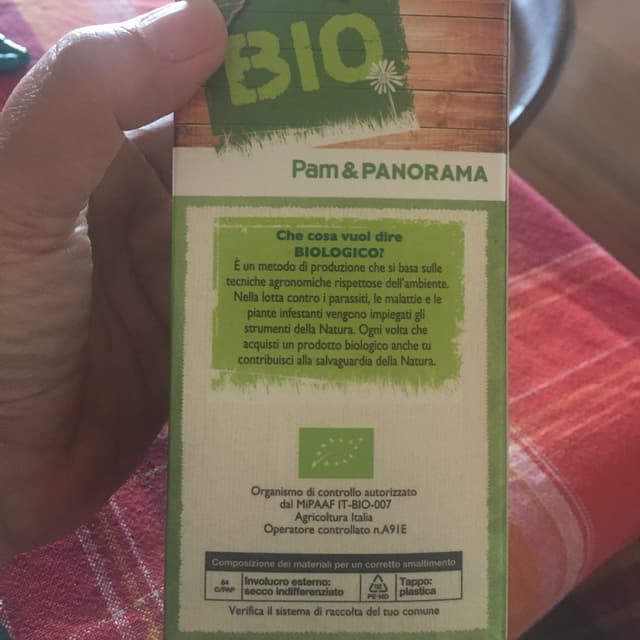 BIO
Pam & PANORAMA
Che cosa vuol dire
BIOLOGICO?
È un metodo di produzione che si basa sulle
tecniche agronomiche rispettose dell'ambiente.
Nella lotta contro i parassiti, le malattie e le
piante infestanti vengono impiegati gli
strumenti della Natura. Ogni volta che
acquisti un prodotto biologico anche tu
contribuisci alla salvaguardia della Natura.
Organismo di controllo autorizzato
dal MiPAAF IT-BIO-007
Agricoltura Italia
Operatore controllato n.A91E
Composizione dei materiali per un corretto smaltimento
84
C/PAP
Involucro esterno:
secco indifferenziato
PE-HD
Tappo:
plastica
Verifica il sistema di raccolta del tuo comune